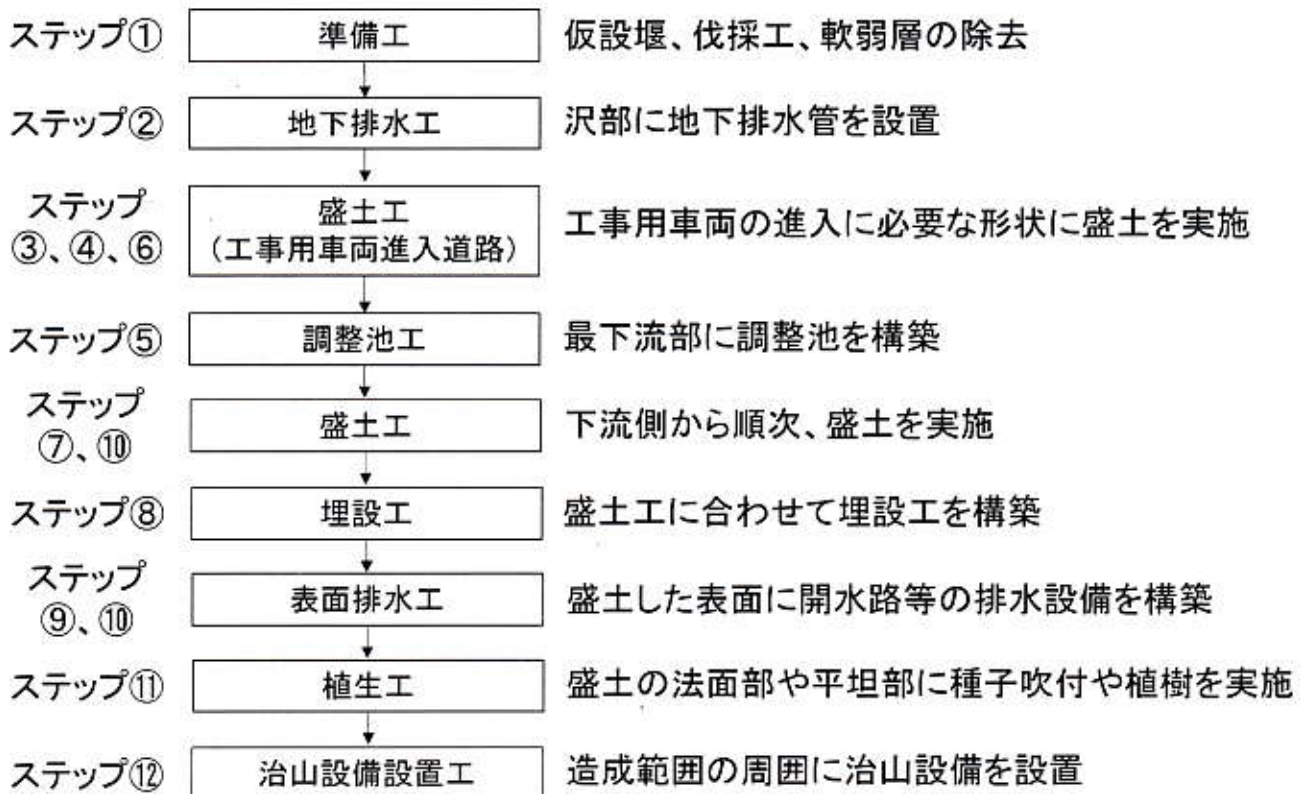 ステップ① 準備工 仮設堰、伐採工、軟弱層の除去
ステップ② 地下排水工 沢部に地下排水管を設置
ステップ
③、④、⑥
盛土工
(工事用車両進入道路)
工事用車両の進入に必要な形状に盛土を実施
ステップ⑤ 調整池工 最下流部に調整池を構築
ステップ
⑦、⑩
盛土工 下流側から順次、盛土を実施
ステップ⑧ 埋設工 盛土工に合わせて埋設工を構築
ステップ
⑨、⑩
表面排水工 盛土した表面に開水路等の排水設備を構築
ステップ⑪ 植生工 盛土の法面部や平坦部に種子吹付や植樹を実施
ステップ⑫ 治山設備設置工 造成範囲の周囲に治山設備を設置